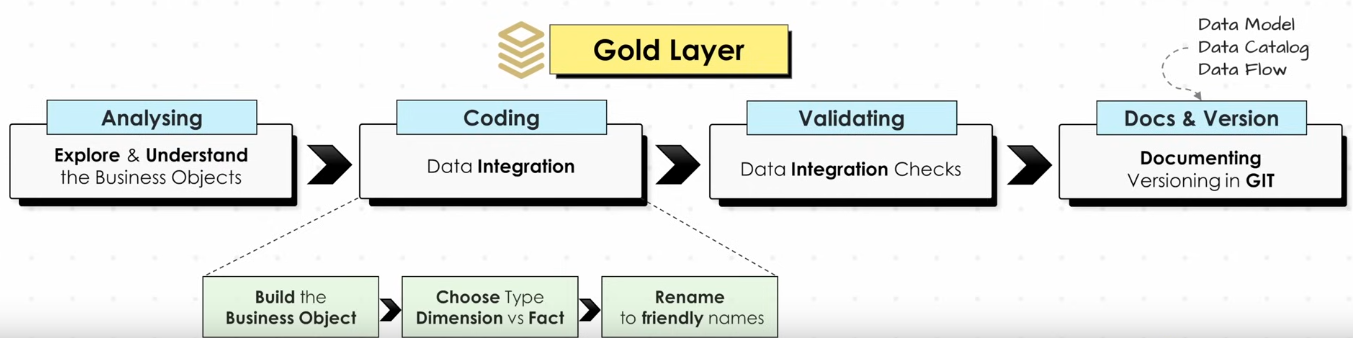 Gold Layer
Data Model
Data Catalog
Data Flow
Analysing
Explore & Understand
the Business Objects
Coding
Data Integration
Validating
Data Integration Checks
Docs & Version
Documenting
Versioning in GIT
Build the
Business Object
Choose Type
Dimension vs Fact
Rename
to friendly names